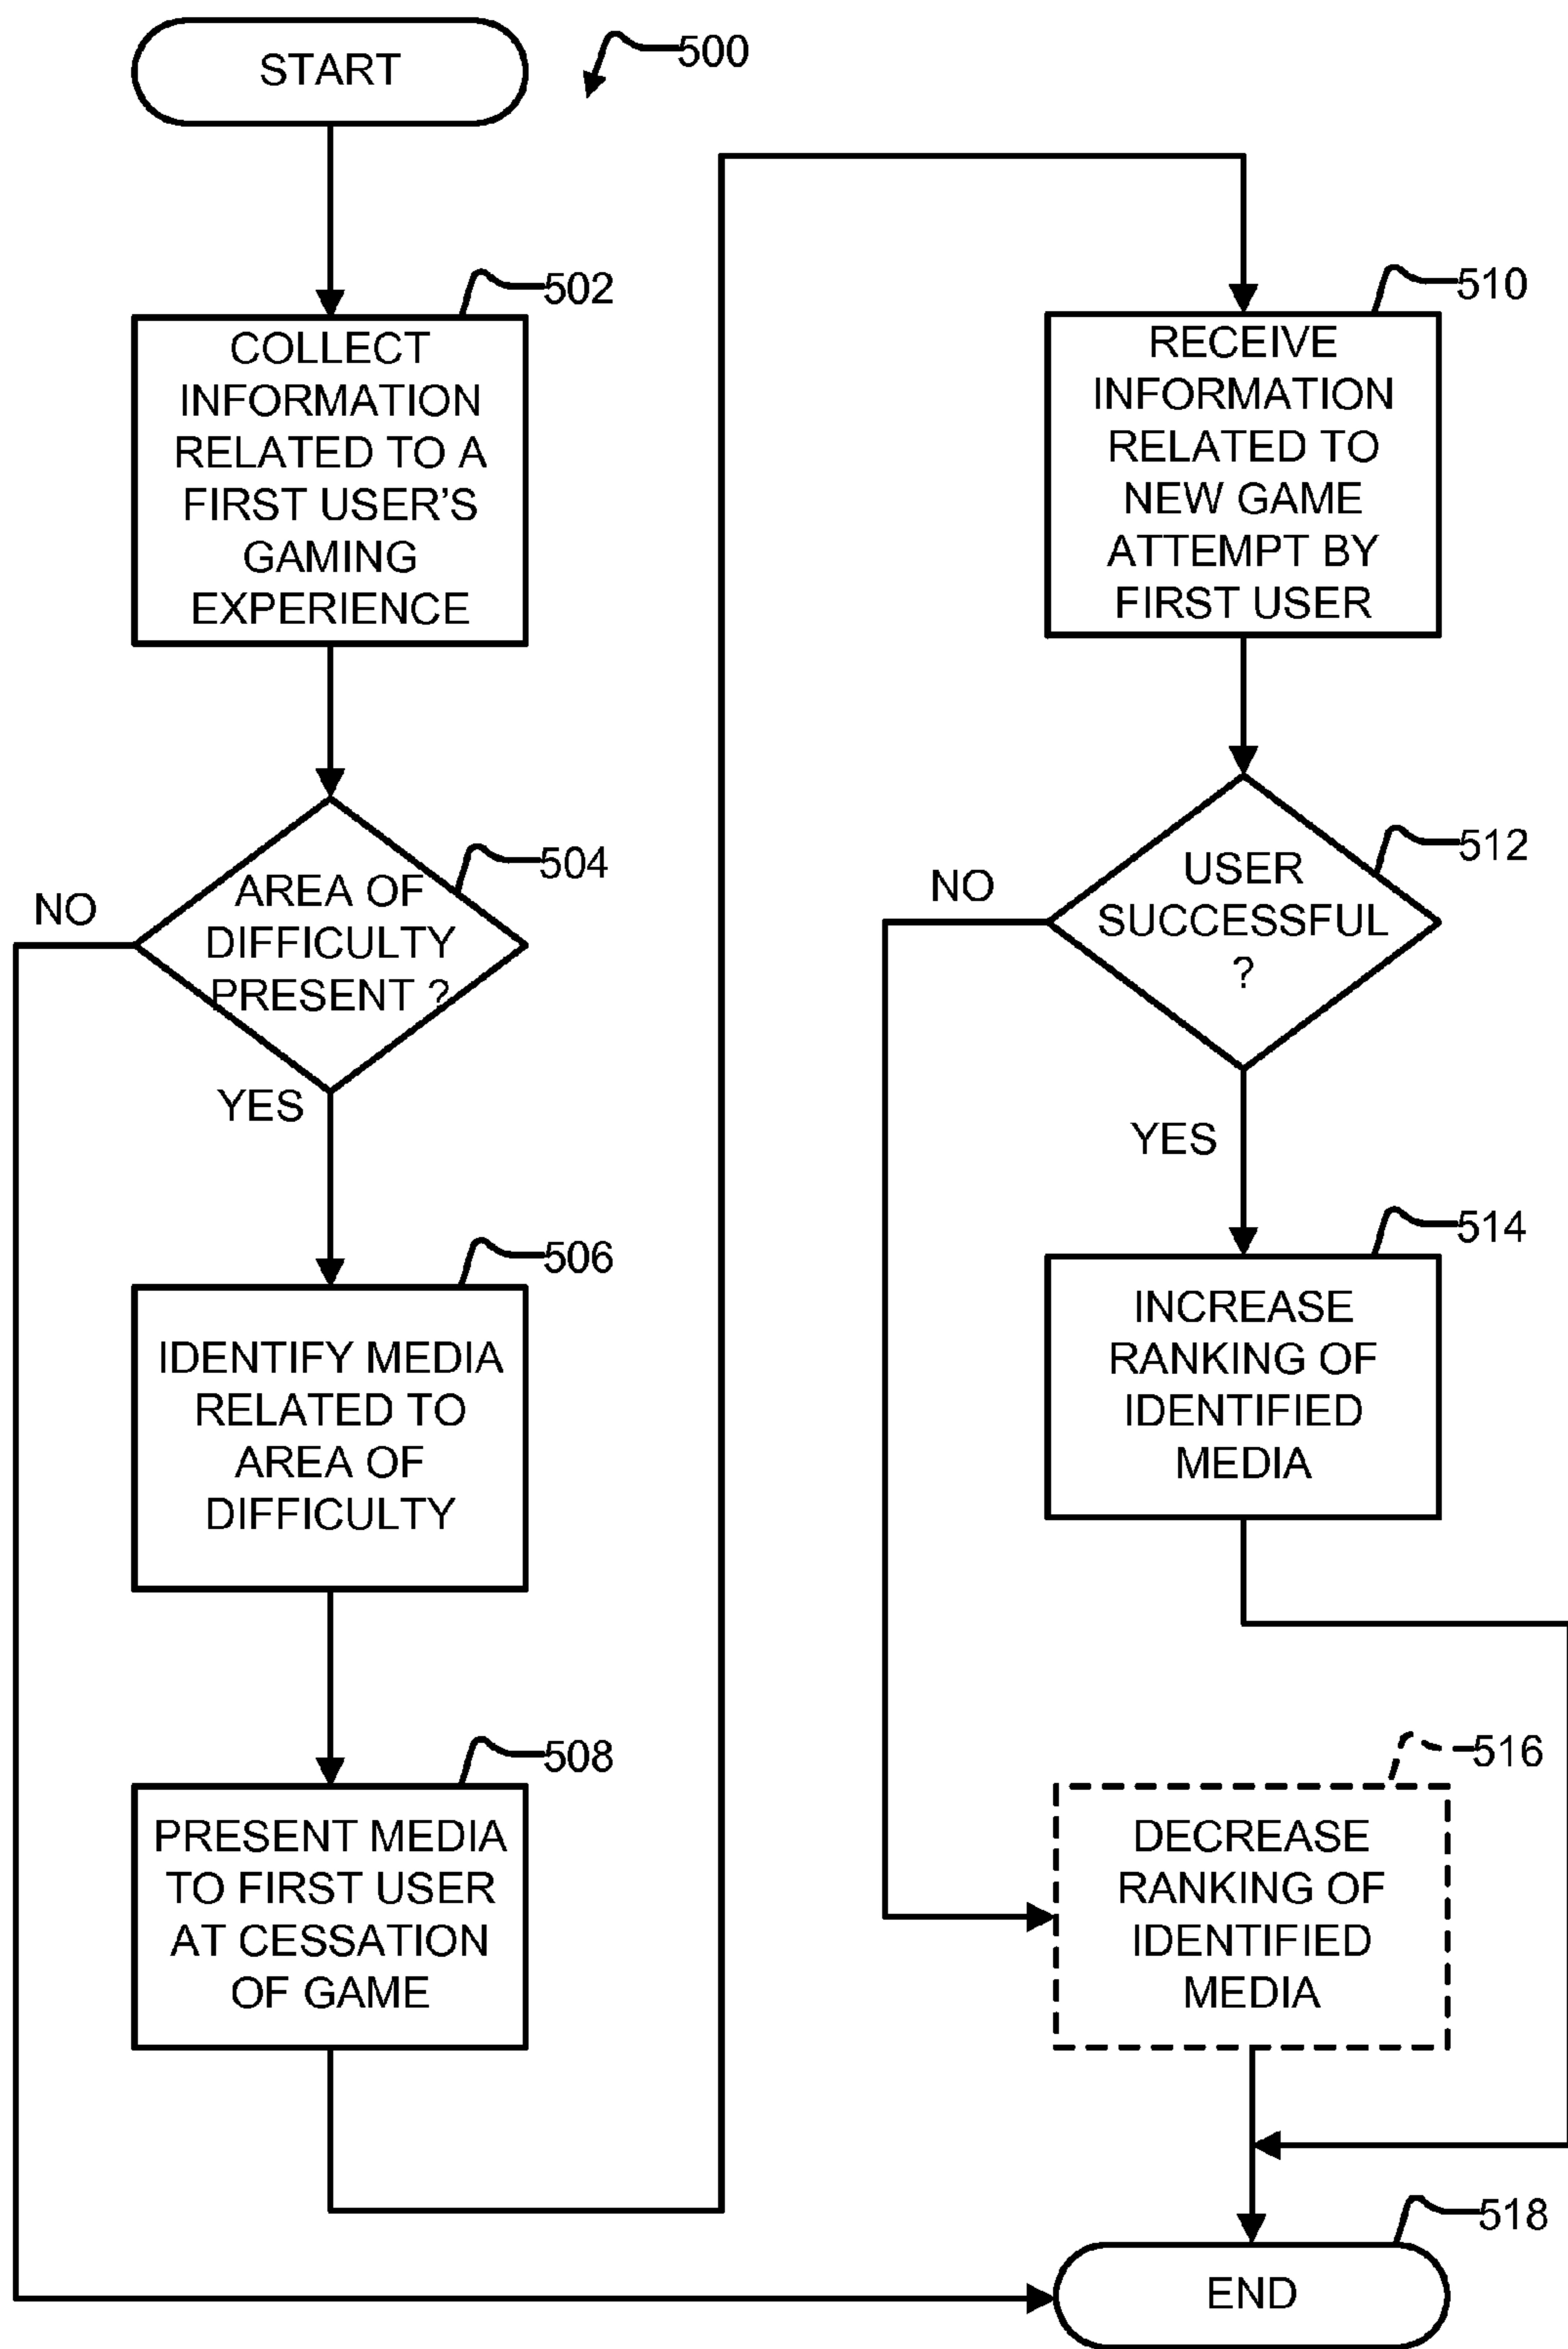 START
500
502
COLLECT
INFORMATION
RELATED TO A
FIRST USER'S
GAMING
EXPERIENCE
504
AREA OF
DIFFICULTY
PRESENT ?
NO
YES
506
IDENTIFY MEDIA
RELATED TO
AREA OF
DIFFICULTY
508
PRESENT MEDIA
TO FIRST USER
AT CESSATION
OF GAME
510
RECEIVE
INFORMATION
RELATED TO
NEW GAME
ATTEMPT BY
FIRST USER
512
USER
SUCCESSFUL
?
NO
YES
514
INCREASE
RANKING OF
IDENTIFIED
MEDIA
516
DECREASE
RANKING OF
IDENTIFIED
MEDIA
518
END